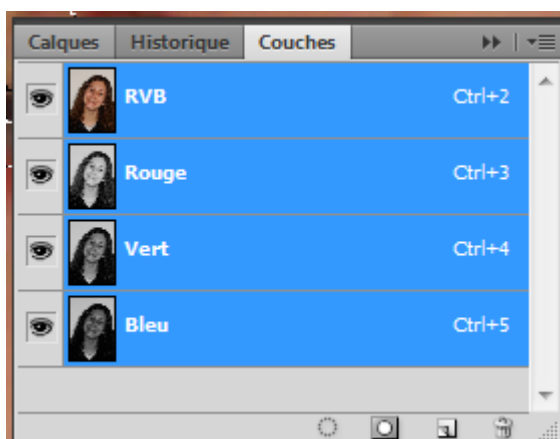 Calques Historique Couches
RVB Ctrl+2
Rouge Ctrl+3
Vert Ctrl+4
Bleu Ctrl+5